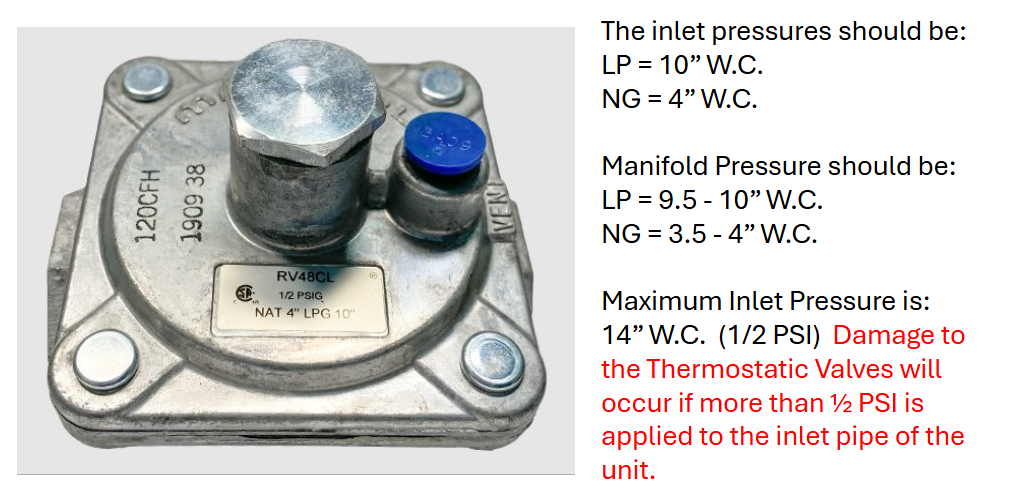 The inlet pressures should be:
LP = 10” W.C.
NG = 4” W.C.
Manifold Pressure should be:
LP = 9.5 - 10” W.C.
NG = 3.5 - 4” W.C.
Maximum Inlet Pressure is:
14” W.C.  (1/2 PSI)  Damage to
the Thermostatic Valves will
occur if more than ½ PSI is
applied to the inlet pipe of the
unit.
120CFH
1909 38
VENT
RV48CL
1/2 PSIG
NAT 4" LPG 10"